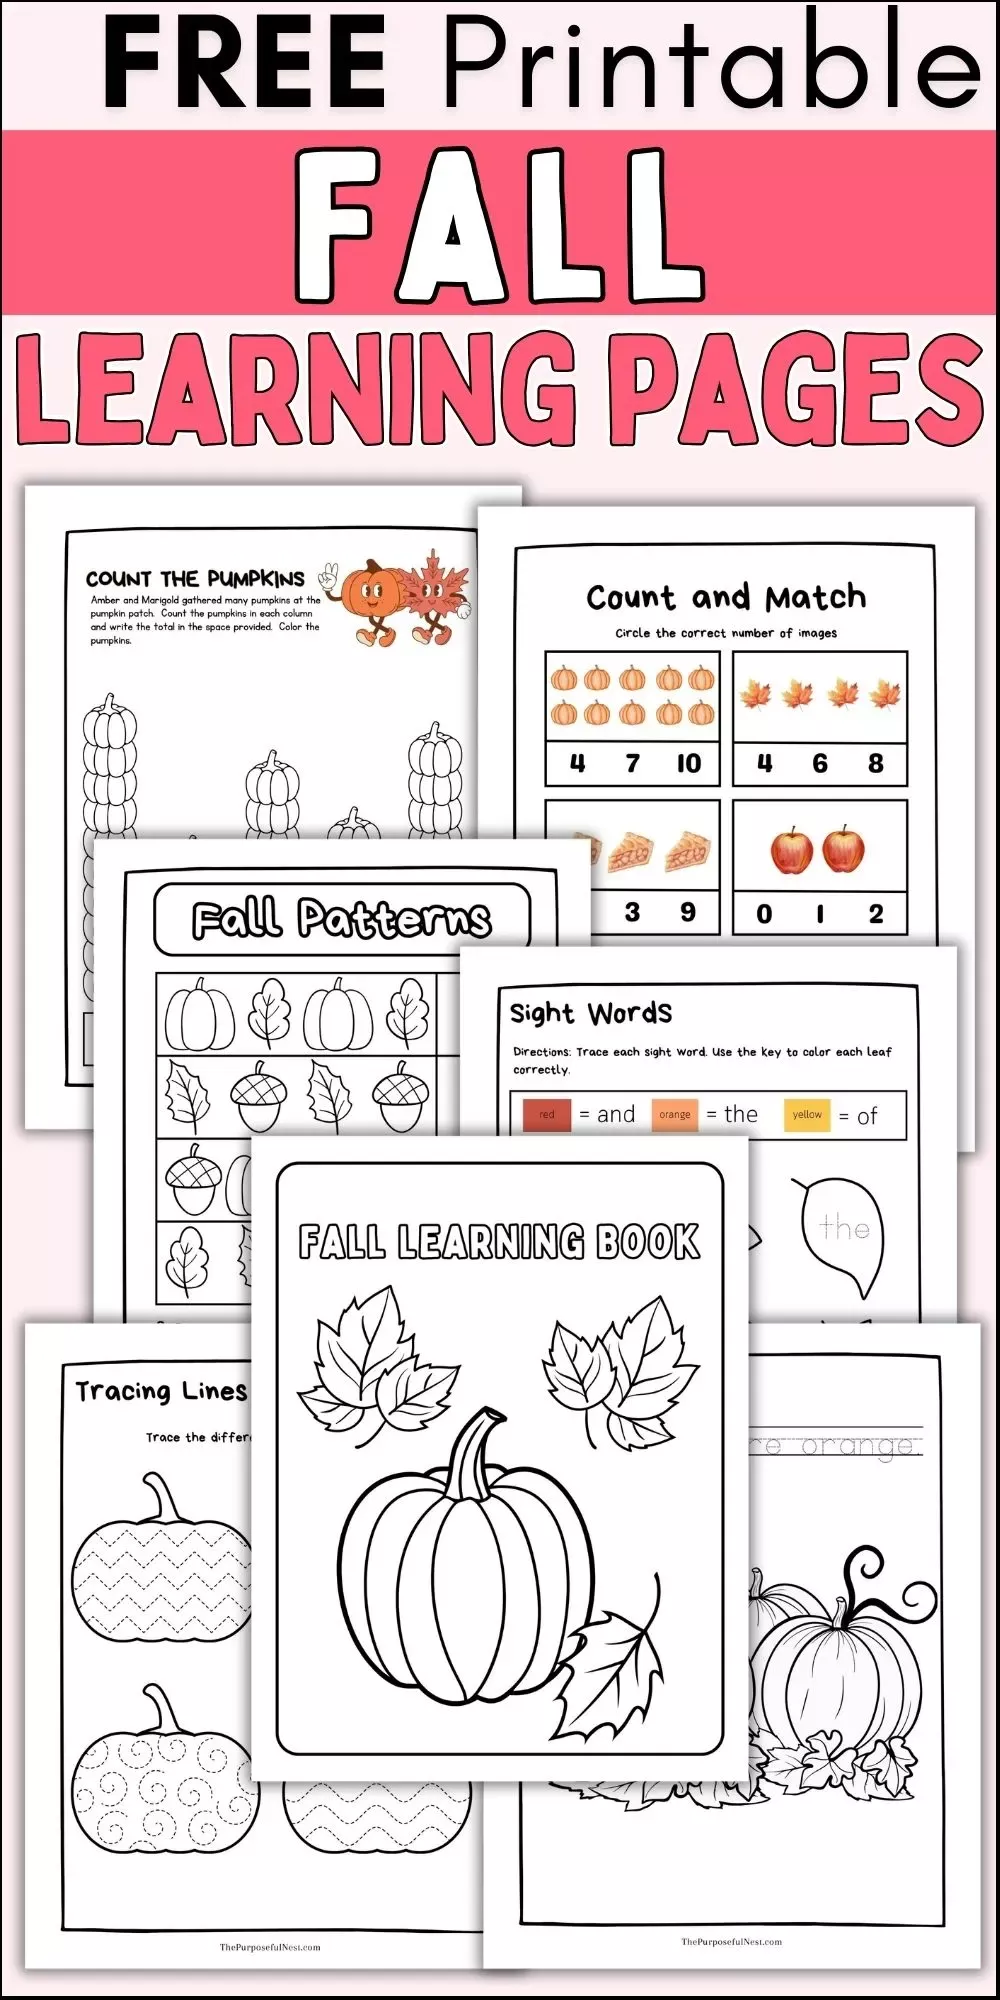 FREE Printable
FALL
LEARNING PAGES
COUNT THE PUMPKINS
Amber and Marigold gathered many pumpkins at the
pumpkin patch. Count the pumpkins in each column
and write the total in the space provided. Color the
pumpkins.
Count and Match
Circle the correct number of images
4 7 10
4 6 8
3 9
0 1 2
Fall Patterns
Sight Words
Directions: Trace each sight word. Use the key to color each leaf
correctly.
red = and orange = the yellow = of
the
FALL LEARNING BOOK
Tracing Lines
Trace the
orange.
ThePurposefulNest.com
ThePurposefulNest.com